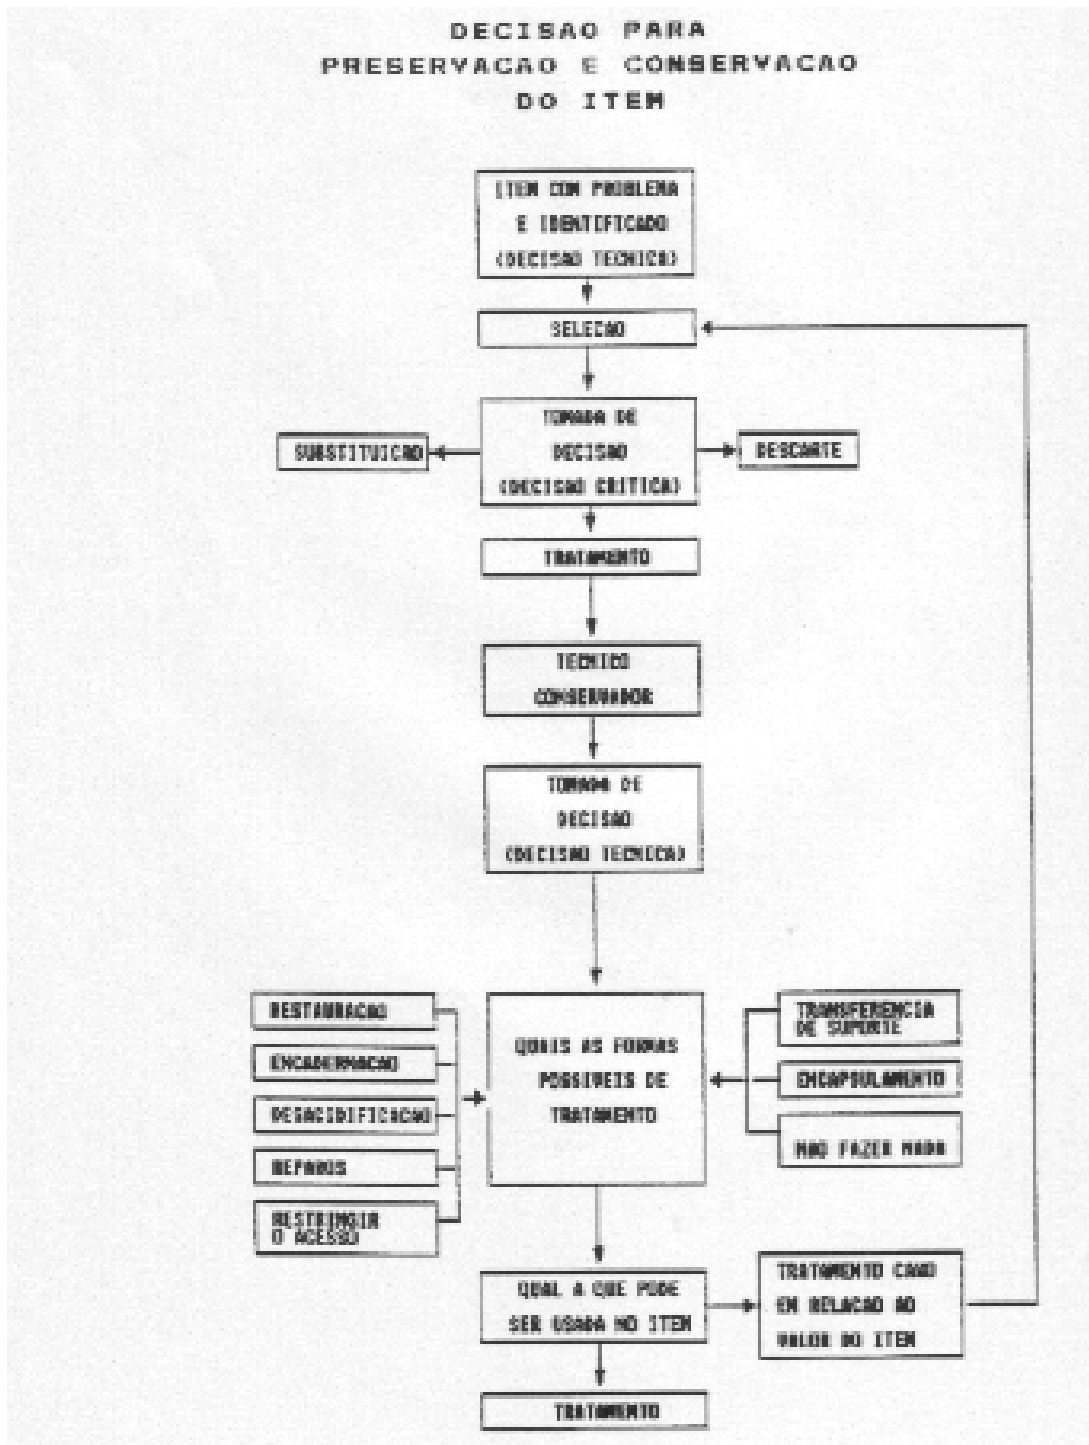 DECISAO PARA
PRESERVACAO E CONSERVACAO
DO ITEM
ITEM COM PROBLEMA
E IDENTIFICADO
(DECISAO TECNICA)
SELECAO
TOMADA DE
DECISAO
(DECISAO CRITICA)
SUBSTITUICAO
DESCARTE
TRATAMENTO
TECNICO
CONSERVADOR
TOMADA DE
DECISAO
(DECISAO TECNICA)
RESTAURACAO
ENCADERNACAO
DESACIDIFICACAO
REPAROS
RESTRINGIR
O ACESSO
QUAIS AS FORMAS
POSSIVEIS DE
TRATAMENTO
TRANSFERENCIA
DE SUPORTE
ENCAPSULAMENTO
NAO FAZER NADA
QUAL A QUE PODE
SER USADA NO ITEM
TRATAMENTO CARO
EM RELACAO AO
VALOR DO ITEM
TRATAMENTO